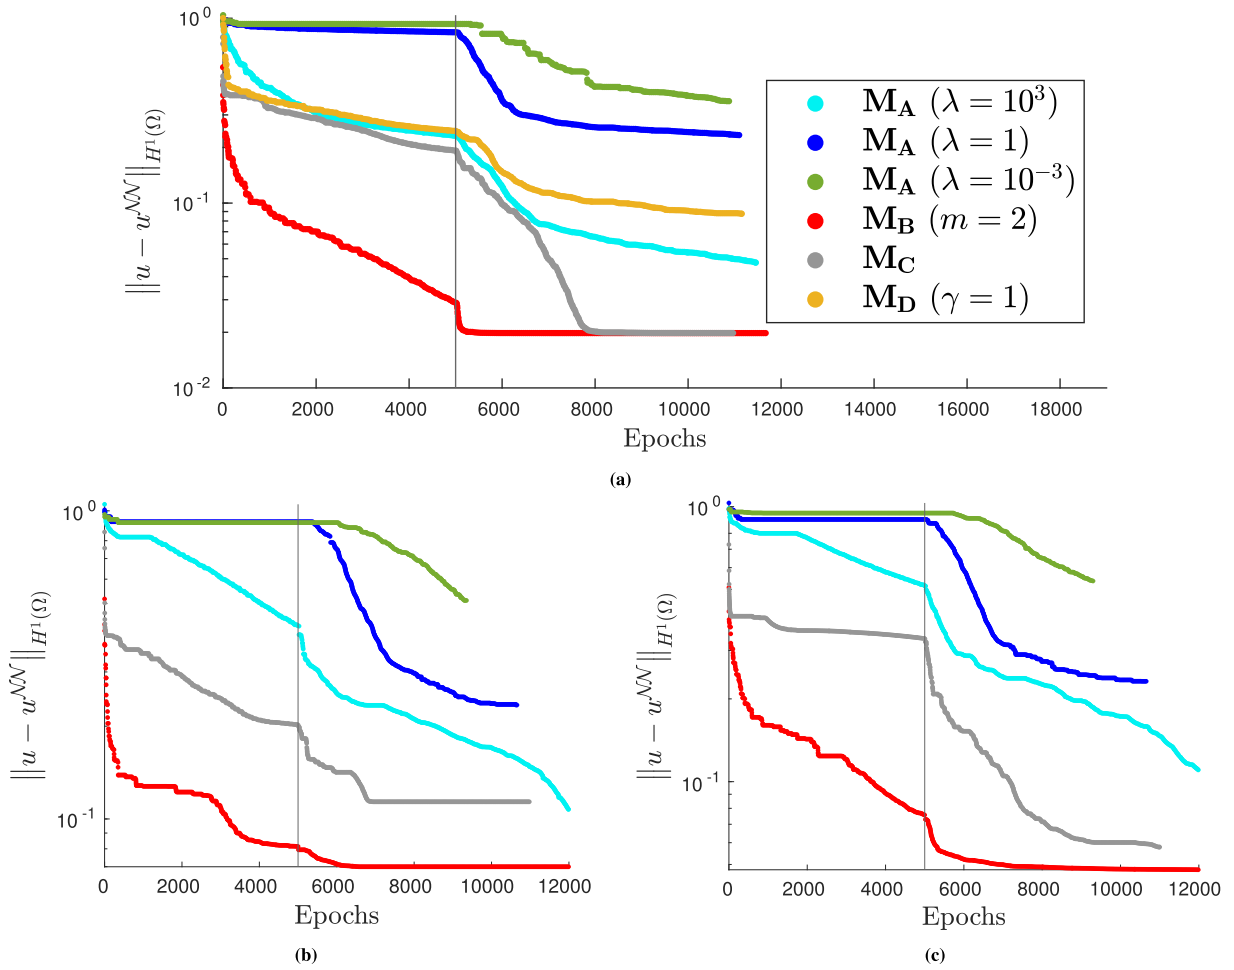 10^0
10^-1
10^-2
||u − u^𝒩𝒩||_H^1(Ω)
M_A (λ = 10^3)
M_A (λ = 1)
M_A (λ = 10^−3)
M_B (m = 2)
M_C
M_D (γ = 1)
0 2000 4000 6000 8000 10000 12000 14000 16000 18000
Epochs
(a)
10^0
10^-1
||u − u^𝒩𝒩||_H^1(Ω)
0 2000 4000 6000 8000 10000 12000
Epochs
(b)
10^0
10^-1
||u − u^𝒩𝒩||_H^1(Ω)
0 2000 4000 6000 8000 10000 12000
Epochs
(c)